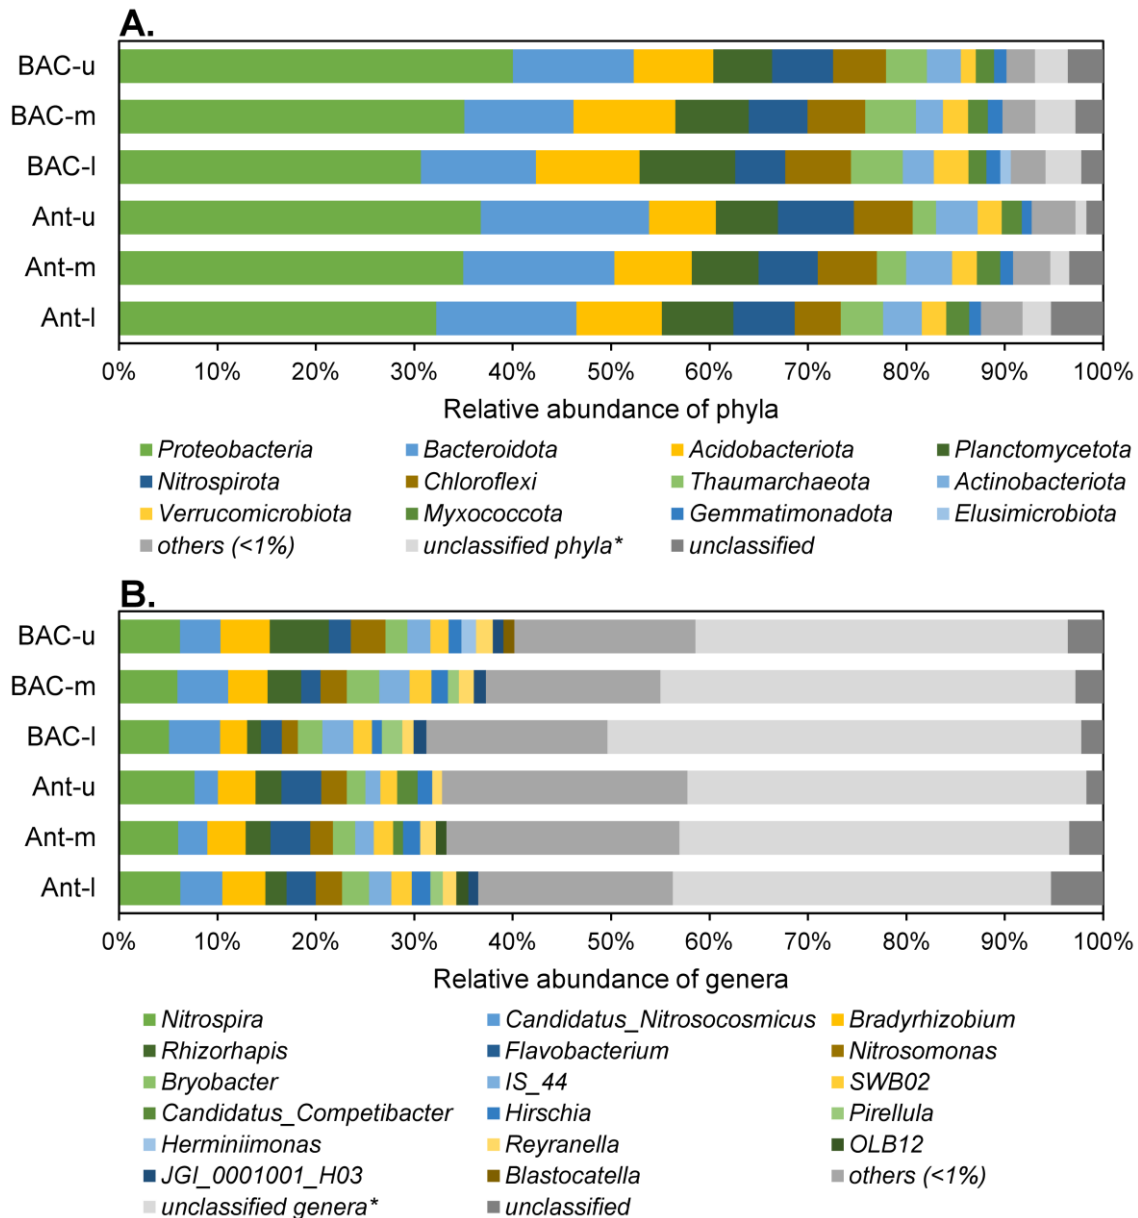 A.
BAC-u
BAC-m
BAC-l
Ant-u
Ant-m
Ant-l
0% 10% 20% 30% 40% 50% 60% 70% 80% 90% 100%
Relative abundance of phyla
Proteobacteria Bacteroidota Acidobacteriota Planctomycetota
Nitrospirota Chloroflexi Thaumarchaeota Actinobacteriota
Verrucomicrobiota Myxococcota Gemmatimonadota Elusimicrobiota
others (<1%) unclassified phyla* unclassified
B.
BAC-u
BAC-m
BAC-l
Ant-u
Ant-m
Ant-l
0% 10% 20% 30% 40% 50% 60% 70% 80% 90% 100%
Relative abundance of genera
Nitrospira Candidatus_Nitrosocosmicus Bradyrhizobium
Rhizorhapis Flavobacterium Nitrosomonas
Bryobacter IS_44 SWB02
Candidatus_Competibacter Hirschia Pirellula
Herminiimonas Reyranella OLB12
JGI_0001001_H03 Blastocatella others (<1%)
unclassified genera* unclassified